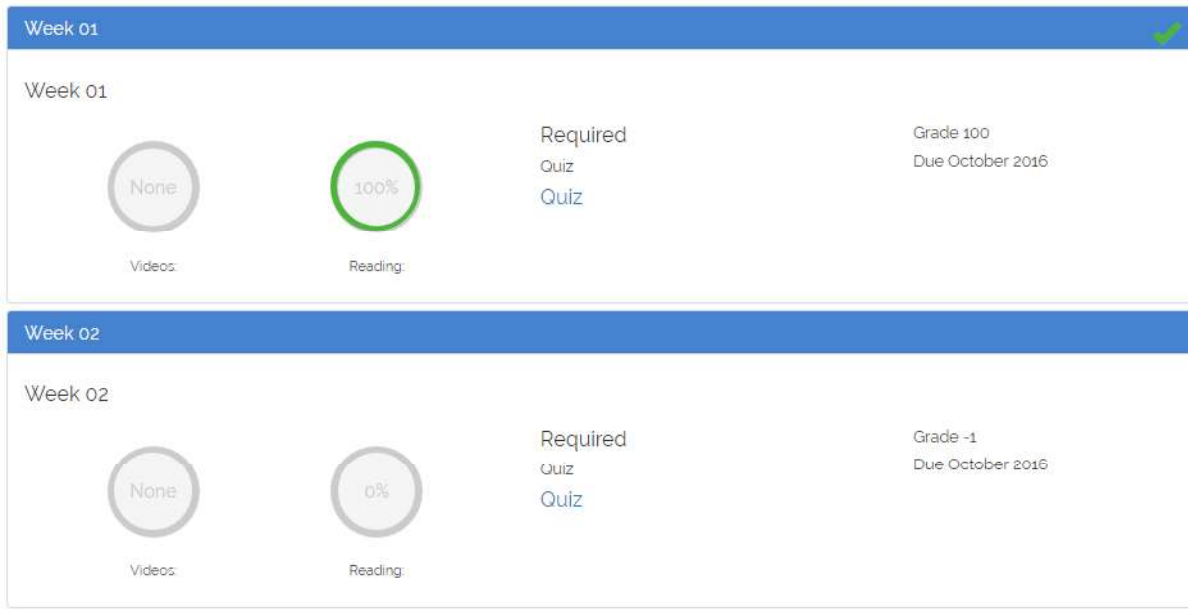 Week 01
Week 01
None
100%
Videos:
Reading:
Required
Quiz
Quiz
Grade 100
Due October 2016
Week 02
Week 02
None
0%
Videos:
Reading:
Required
Quiz
Quiz
Grade -1
Due October 2016